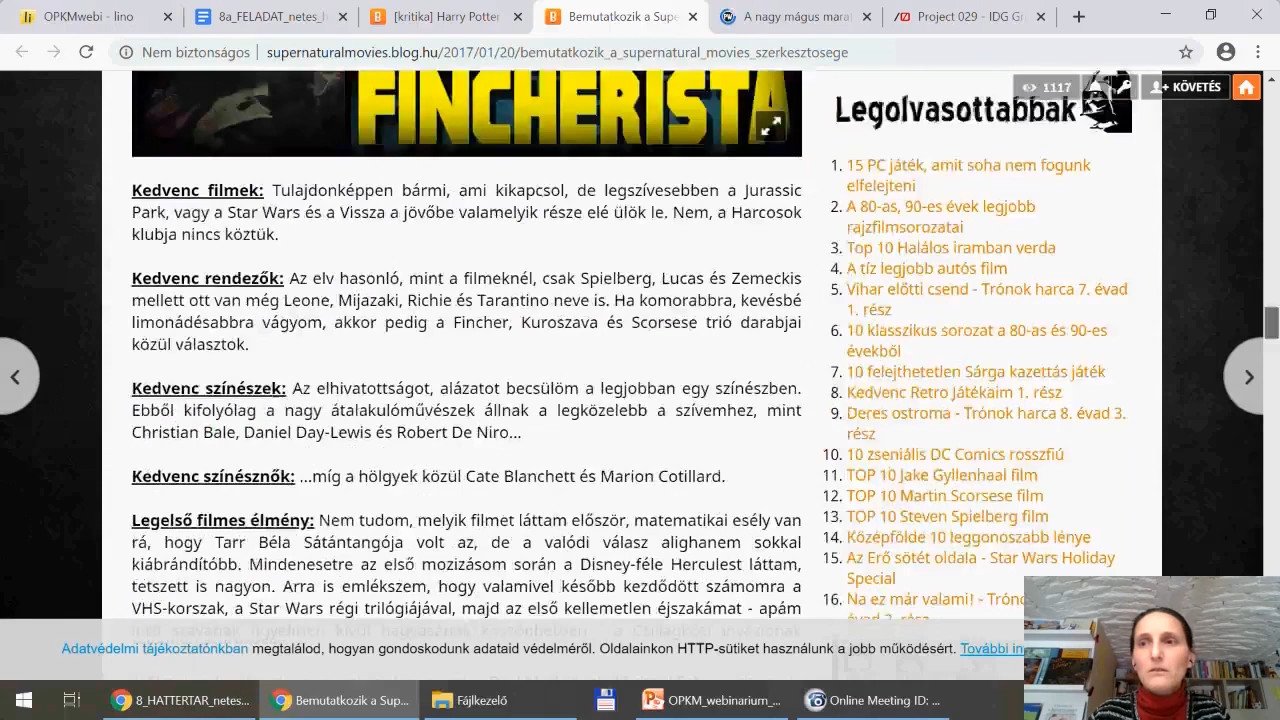 OPKMwebi - online
8a_FELADAT_netes_h
[kritika] Harry Potter
Bemutatkozik a Supe
A nagy mágus mara
Project 029 - IDG Gr
Nem biztonságos
supernaturalmovies.blog.hu/2017/01/20/bemutatkozik_a_supernatural_movies_szerkesztosege
FINCHERISTA
1117
KÖVETÉS
Kedvenc filmek: Tulajdonképpen bármi, ami kikapcsol, de legszívesebben a Jurassic
Park, vagy a Star Wars és a Vissza a jövőbe valamelyik része elé ülök le. Nem, a Harcosok
klubja nincs köztük.
Kedvenc rendezők: Az elv hasonló, mint a filmeknél, csak Spielberg, Lucas és Zemeckis
mellett ott van még Leone, Mijazaki, Richie és Tarantino neve is. Ha komorabbra, kevésbé
limonádésabbra vágyom, akkor pedig a Fincher, Kuroszava és Scorsese trió darabjai
közül választok.
Kedvenc színészek: Az elhivatottságot, alázatot becsülöm a legjobban egy színészben.
Ebből kifolyólag a nagy átalakulóművészek állnak a legközelebb a szívemhez, mint
Christian Bale, Daniel Day-Lewis és Robert De Niro...
Kedvenc színésznők: ...míg a hölgyek közül Cate Blanchett és Marion Cotillard.
Legelső filmes élmény: Nem tudom, melyik filmet láttam először, matematikai esély van
rá, hogy Tarr Béla Sátántangója volt az, de a valódi válasz alighanem sokkal
kiábrándítóbb. Mindenesetre az első mozizásom során a Disney-féle Herculest láttam,
tetszett is nagyon. Arra is emlékszem, hogy valamivel később kezdődött számomra a
VHS-korszak, a Star Wars régi trilógiájával, majd az első kellemetlen éjszakámat - apám
Legolvasottabbak
1. 15 PC játék, amit soha nem fogunk
elfelejteni
2. A 80-as, 90-es évek legjobb
rajzfilmsorozatai
3. Top 10 Halálos iramban verda
4. A tíz legjobb autós film
5. Vihar előtti csend - Trónok harca 7. évad
1. rész
6. 10 klasszikus sorozat a 80-as és 90-es
évekből
7. 10 felejthetetlen Sárga kazettás játék
8. Kedvenc Retro Játékaim 1. rész
9. Deres ostroma - Trónok harca 8. évad 3.
rész
10. 10 zseniális DC Comics rosszfiú
11. TOP 10 Jake Gyllenhaal film
12. TOP 10 Martin Scorsese film
13. TOP 10 Steven Spielberg film
14. Középfölde 10 leggonoszabb lénye
15. Az Erő sötét oldala - Star Wars Holiday
Special
16. Na ez már valami! - Tróno
Adatvédelmi tájékoztatónkban megtalálod, hogyan gondoskodunk adataid védelméről. Oldalainkon HTTP-sütiket használunk a jobb működésért. További in
8_HATTERTAR_netes...
Bemutatkozik a Sup...
Fájlkezelő
OPKM_webinarium_...
Online Meeting ID: ...